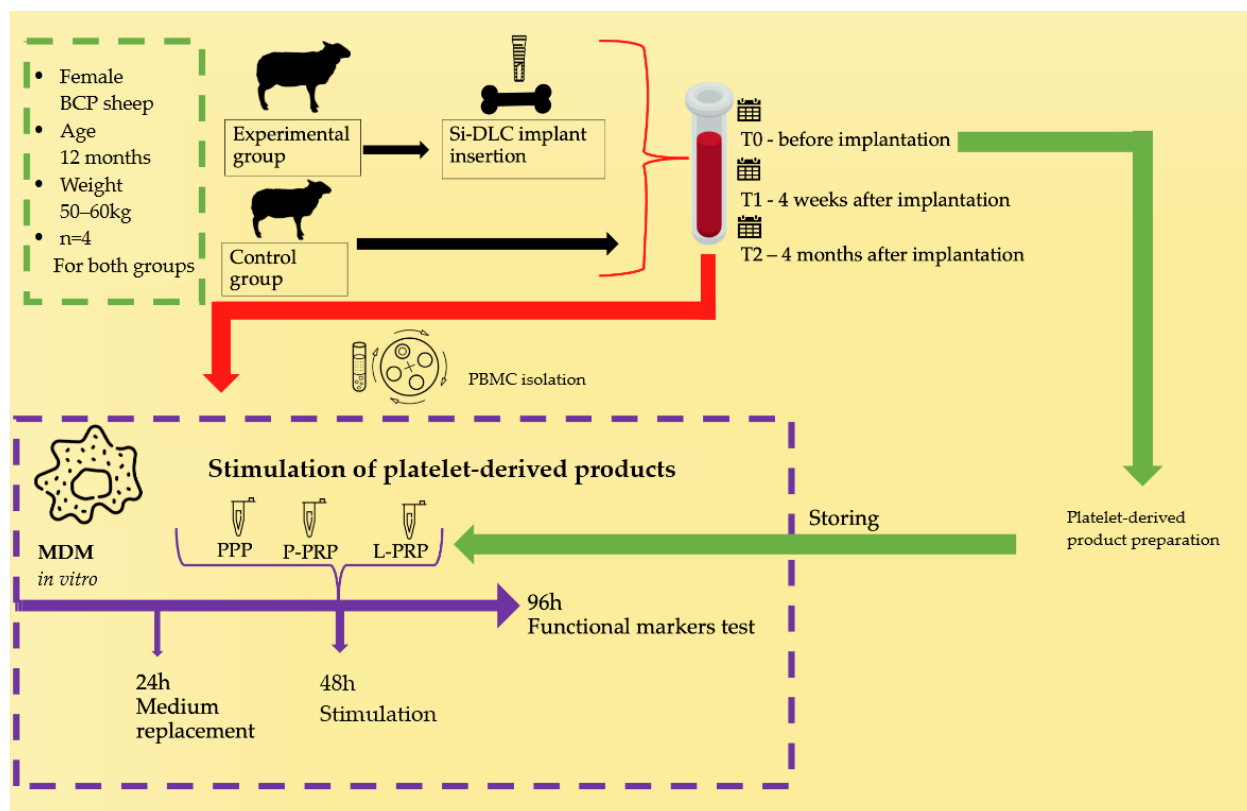 • Female
BCP sheep
• Age
12 months
• Weight
50–60kg
• n=4
For both groups
Experimental
group
Si-DLC implant
insertion
Control
group
T0 - before implantation
T1 - 4 weeks after implantation
T2 – 4 months after implantation
PBMC isolation
Stimulation of platelet-derived products
PPP
P-PRP
L-PRP
MDM
in vitro
Storing
Platelet-derived
product preparation
96h
Functional markers test
24h
Medium
replacement
48h
Stimulation